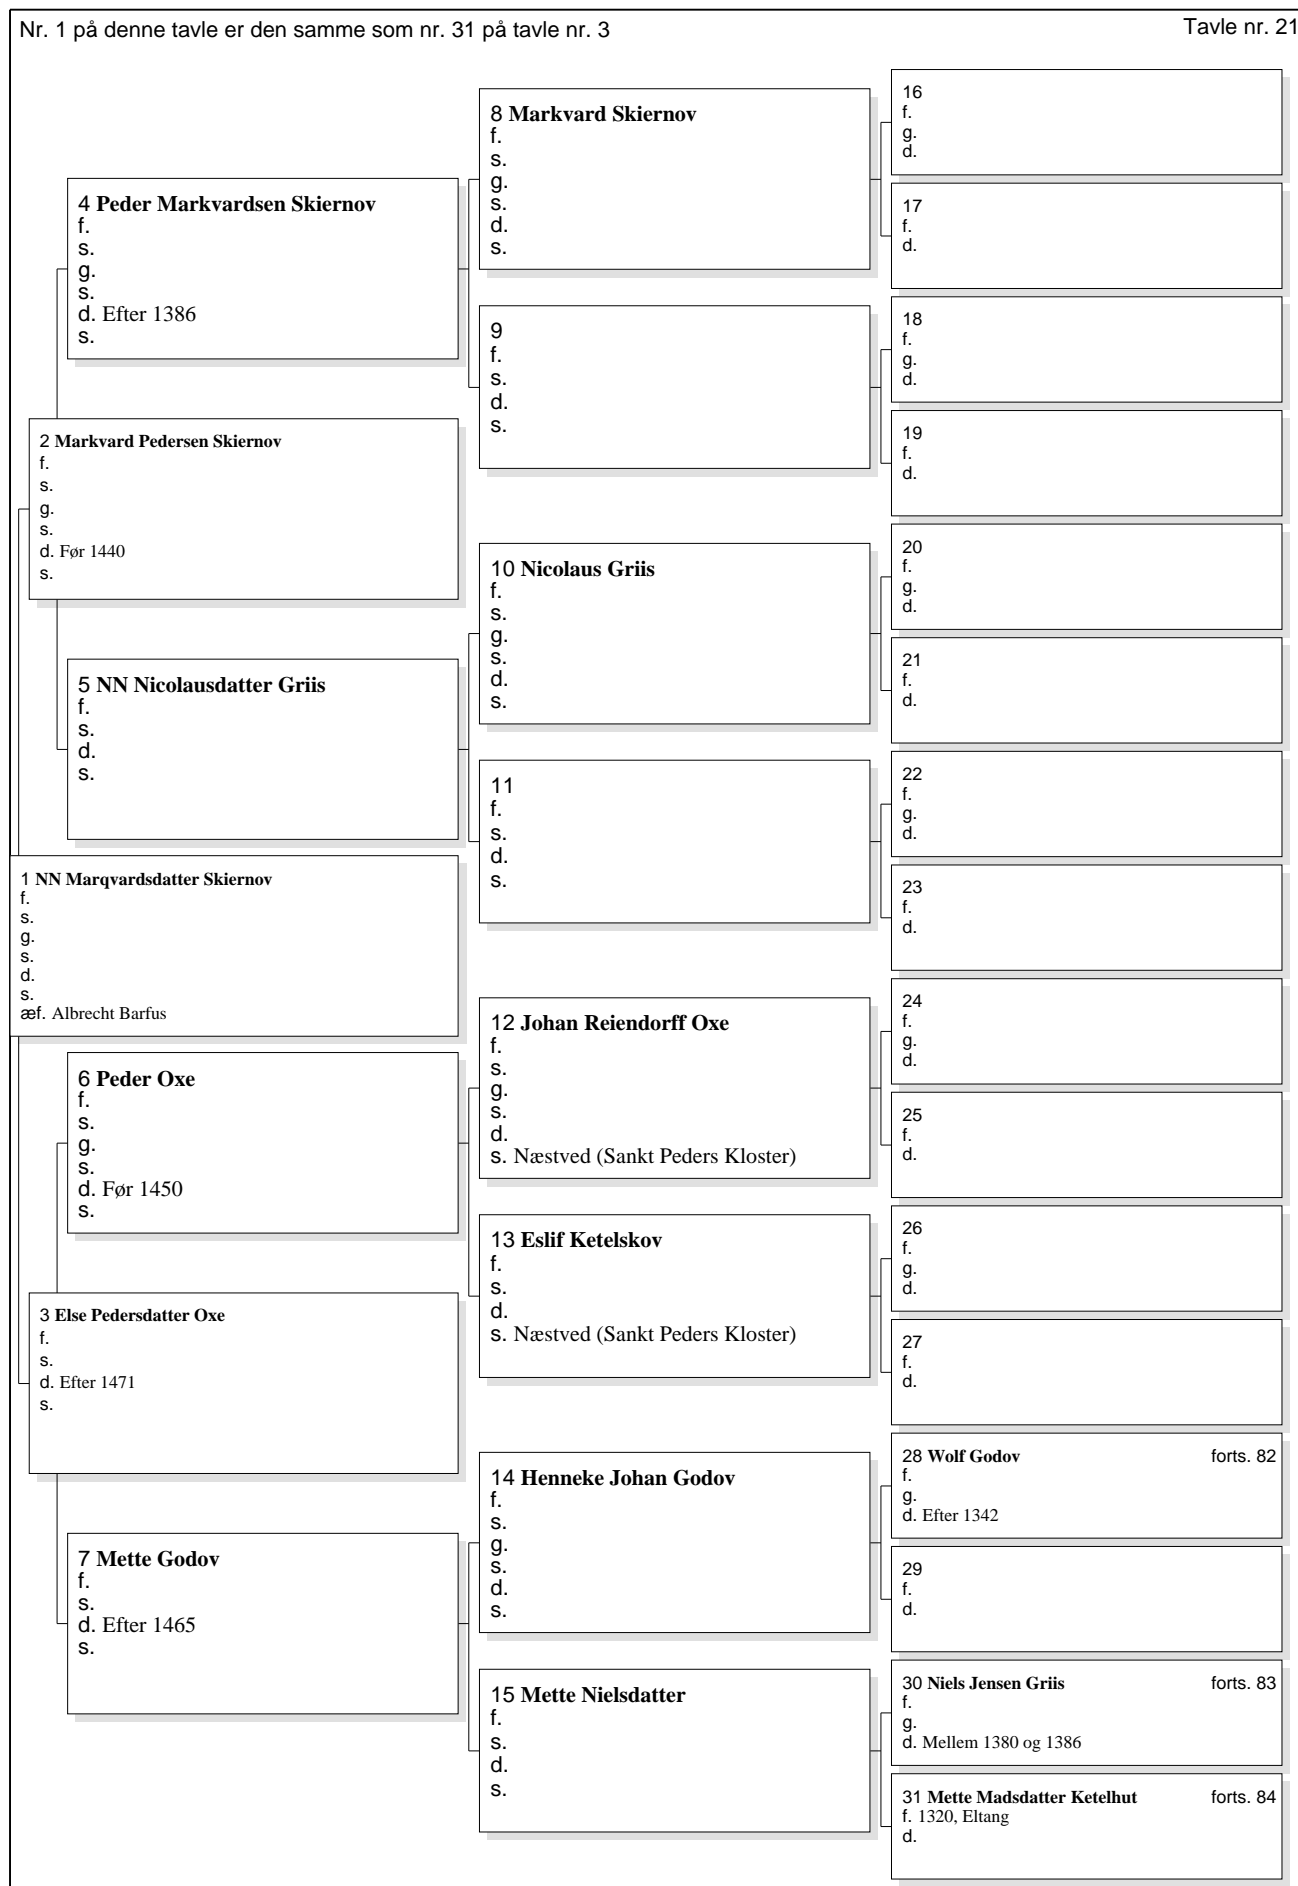 Nr. 1 på denne tavle er den samme som nr. 31 på tavle nr. 3
Tavle nr. 21
1 NN Marqvardsdatter Skiernov
f.
s.
g.
s.
d.
s.
æf. Albrecht Barfus
2 Markvard Pedersen Skiernov
f.
s.
g.
s.
d. Før 1440
s.
3 Else Pedersdatter Oxe
f.
s.
d. Efter 1471
s.
4 Peder Markvardsen Skiernov
f.
s.
g.
s.
d. Efter 1386
s.
5 NN Nicolausdatter Griis
f.
s.
d.
s.
6 Peder Oxe
f.
s.
g.
s.
d. Før 1450
s.
7 Mette Godov
f.
s.
d. Efter 1465
s.
8 Markvard Skiernov
f.
s.
g.
s.
d.
s.
9
f.
s.
d.
s.
10 Nicolaus Griis
f.
s.
g.
s.
d.
s.
11
f.
s.
d.
s.
12 Johan Reiendorff Oxe
f.
s.
g.
s.
d.
s. Næstved (Sankt Peders Kloster)
13 Eslif Ketelskov
f.
s.
d.
s. Næstved (Sankt Peders Kloster)
14 Henneke Johan Godov
f.
s.
g.
s.
d.
s.
15 Mette Nielsdatter
f.
s.
d.
s.
16
f.
g.
d.
17
f.
d.
18
f.
g.
d.
19
f.
d.
20
f.
g.
d.
21
f.
d.
22
f.
g.
d.
23
f.
d.
24
f.
g.
d.
25
f.
d.
26
f.
g.
d.
27
f.
d.
28 Wolf Godov forts. 82
f.
g.
d. Efter 1342
29
f.
d.
30 Niels Jensen Griis forts. 83
f.
g.
d. Mellem 1380 og 1386
31 Mette Madsdatter Ketelhut forts. 84
f. 1320, Eltang
d.